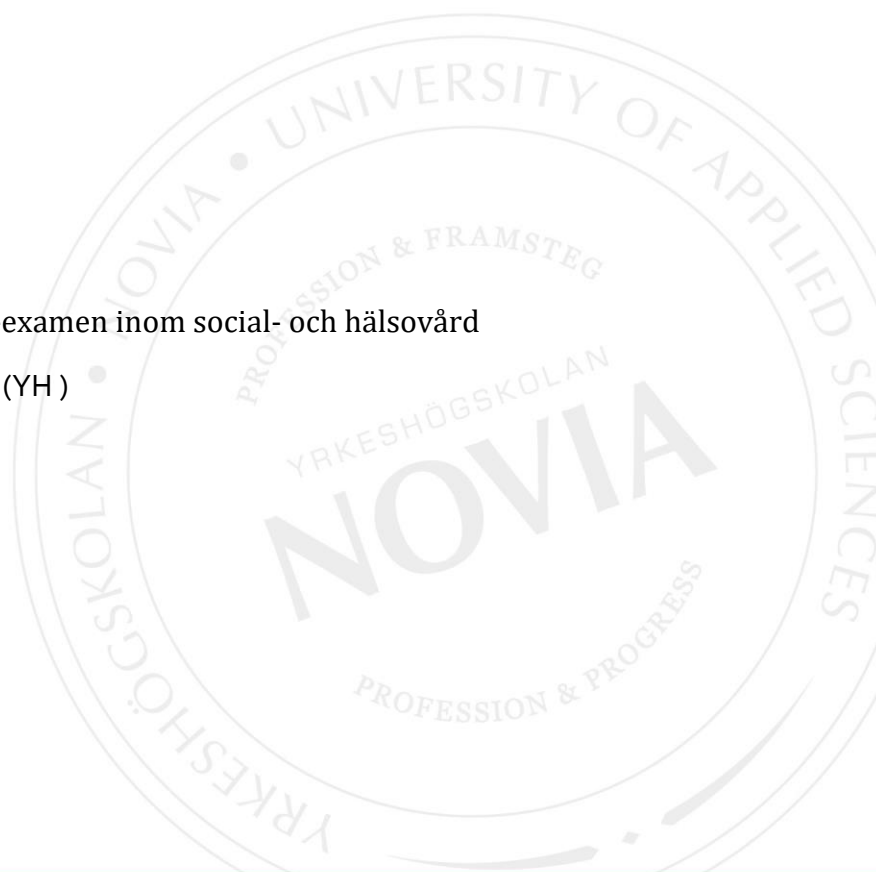 examen inom social- och hälsovård
(YH )
YRKESHÖGSKOLAN • NOVIA • UNIVERSITY OF APPLIED SCIENCES
PROFESSION & FRAMSTEG
YRKESHÖGSKOLAN
NOVIA
PROFESSION & PROGRESS